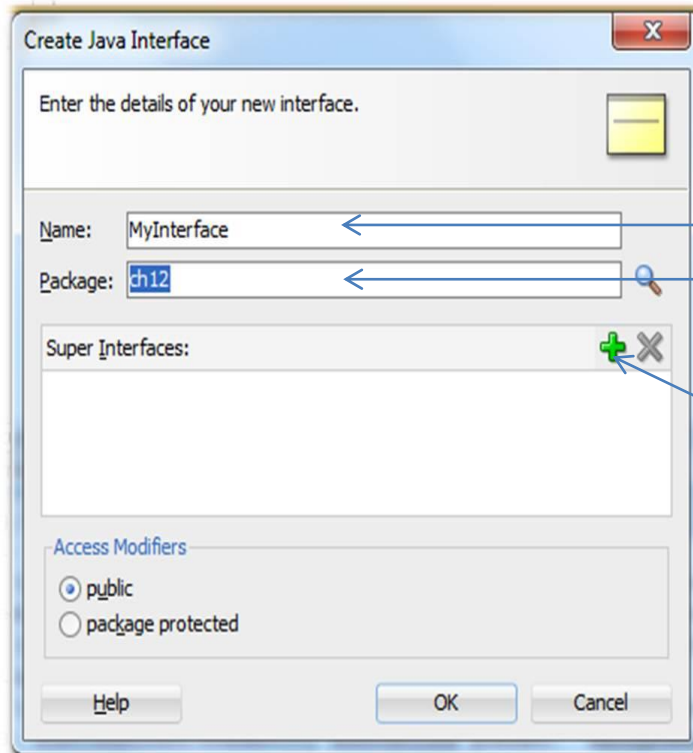 Create Java Interface
Enter the details of your new interface.
Name: MyInterface
Package: ch12
Super Interfaces:
Access Modifiers
public
package protected
Help OK Cancel